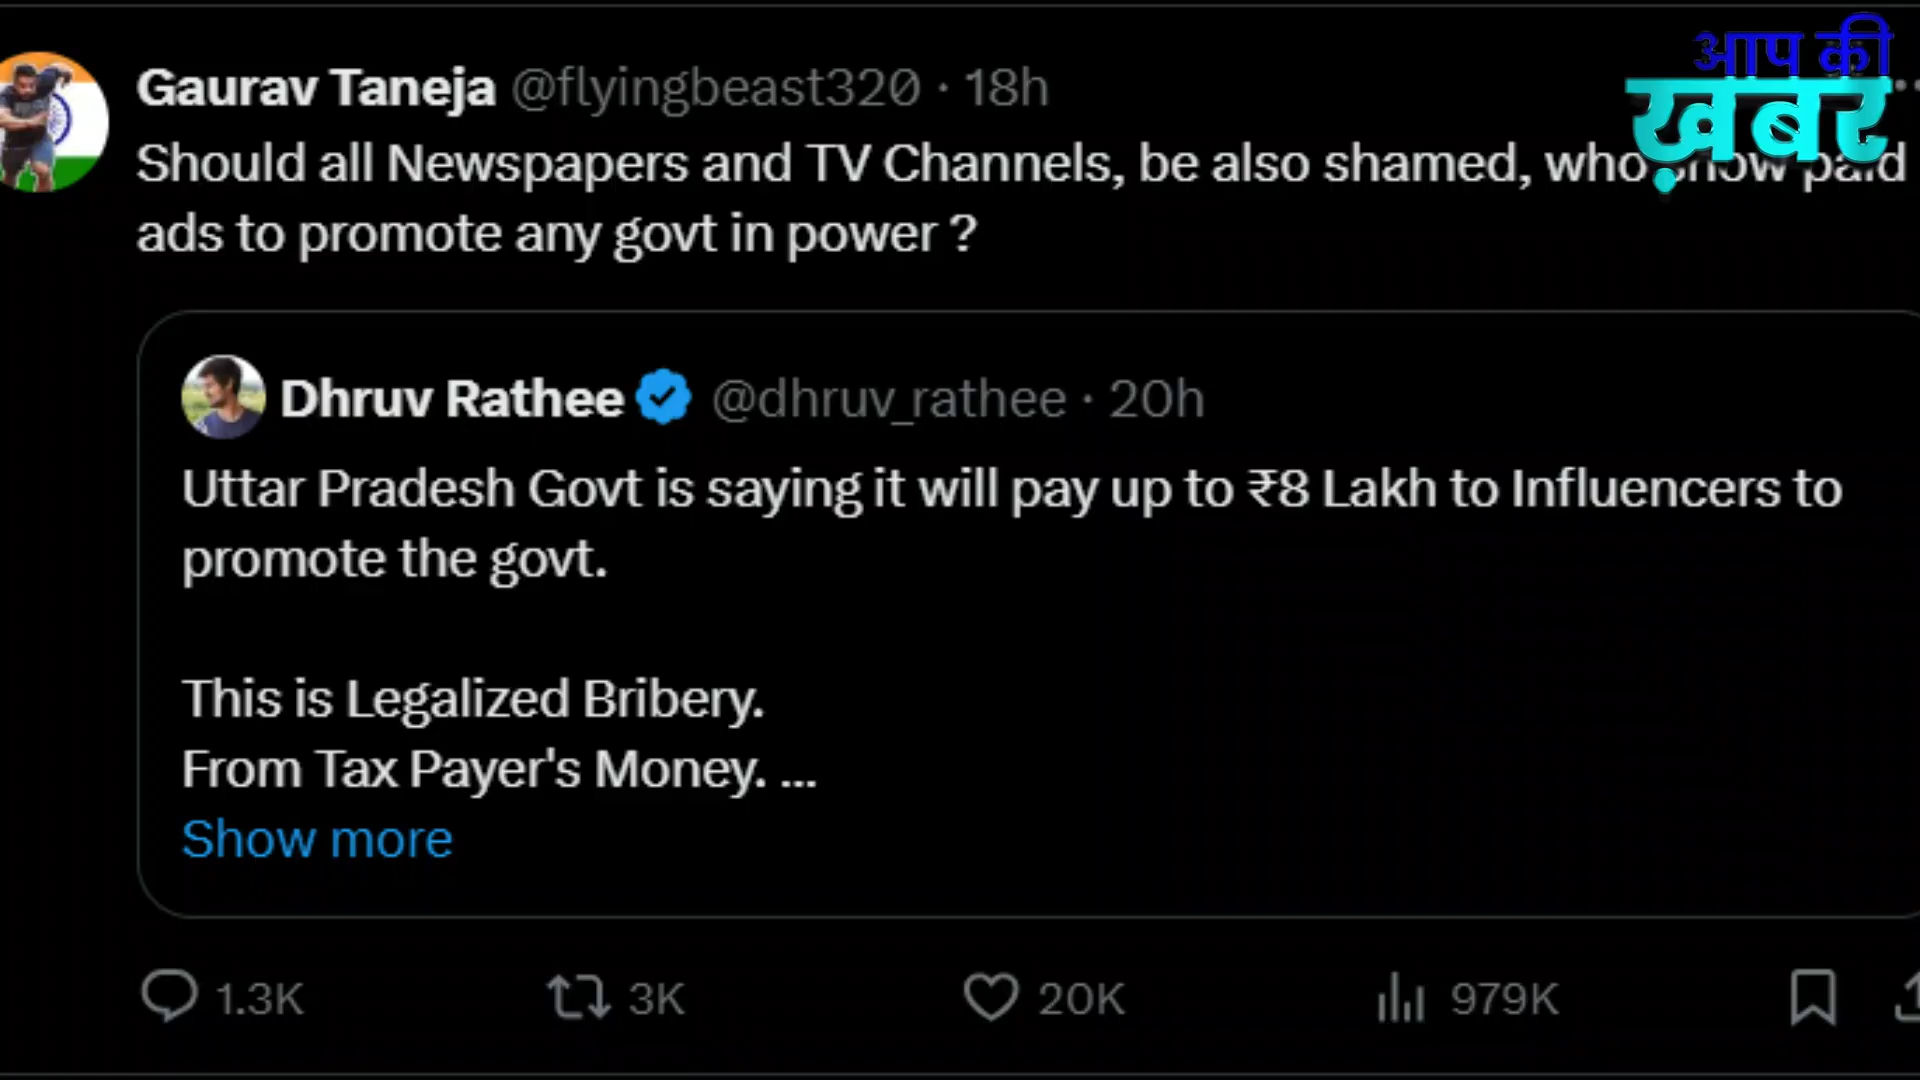 आप की
ख़बर
Gaurav Taneja @flyingbeast320 · 18h
Should all Newspapers and TV Channels, be also shamed, who show paid
ads to promote any govt in power ?
Dhruv Rathee @dhruv_rathee · 20h
Uttar Pradesh Govt is saying it will pay up to ₹8 Lakh to Influencers to
promote the govt.
This is Legalized Bribery.
From Tax Payer's Money. ...
Show more
1.3K 3K 20K 979K